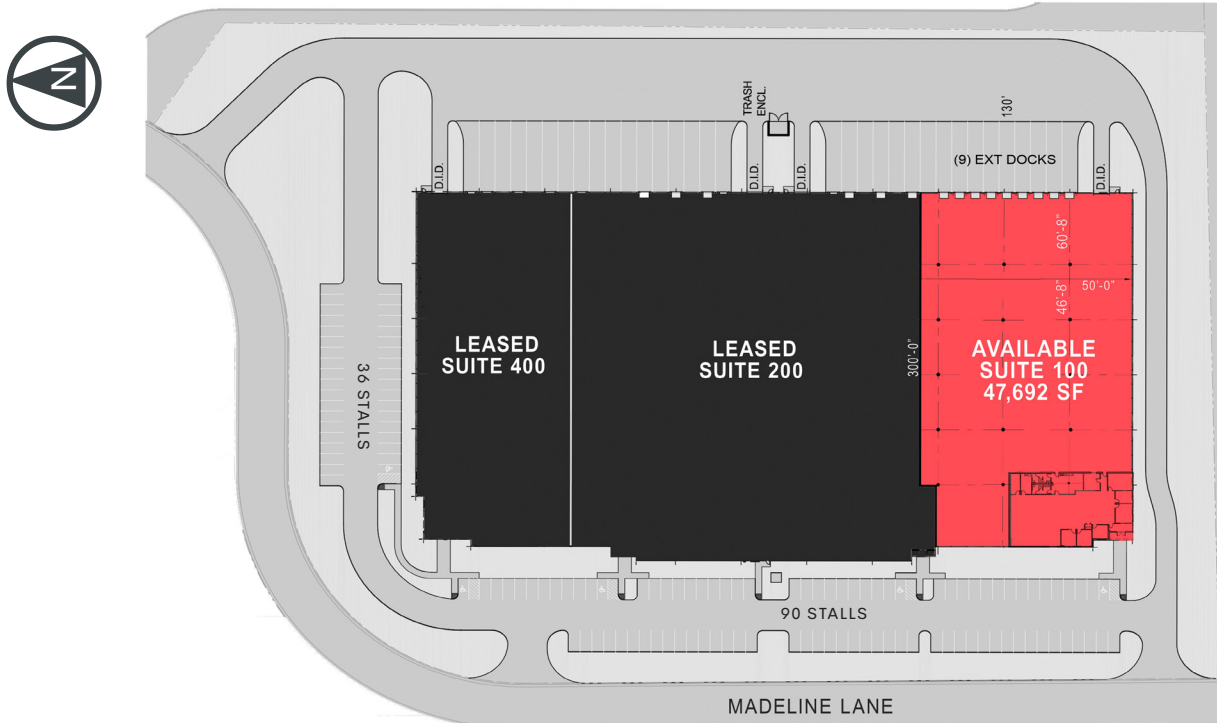 N
TRASH
ENCL.
130'
(9) EXT DOCKS
D.I.D.
D.I.D.
D.I.D.
D.I.D.
60'-8"
46'-8"
50'-0"
300'-0"
LEASED
SUITE 400
LEASED
SUITE 200
AVAILABLE
SUITE 100
47,692 SF
36 STALLS
90 STALLS
MADELINE LANE